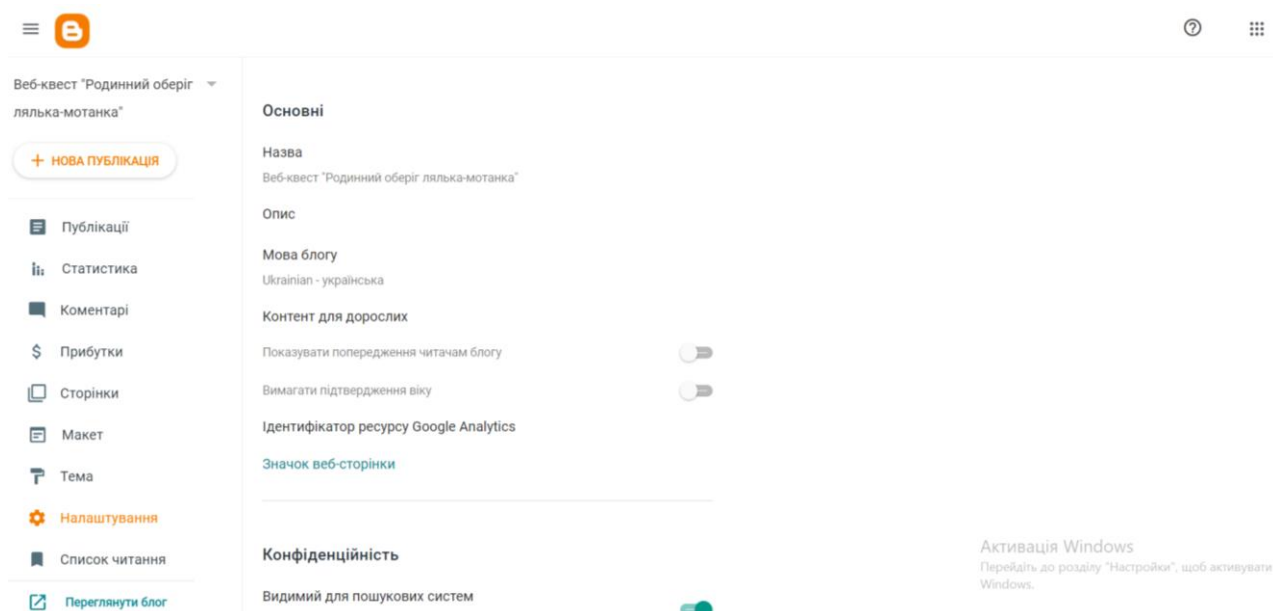 Веб-квест "Родинний оберіг
лялька-мотанка"
+ НОВА ПУБЛІКАЦІЯ
Публікації
Статистика
Коментарі
Прибутки
Сторінки
Макет
Тема
Налаштування
Список читання
Переглянути блог
Основні
Назва
Веб-квест "Родинний оберіг лялька-мотанка"
Опис
Мова блогу
Ukrainian - українська
Контент для дорослих
Показувати попередження читачам блогу
Вимагати підтвердження віку
Ідентифікатор ресурсу Google Analytics
Значок веб-сторінки
Конфіденційність
Видимий для пошукових систем
Активація Windows
Перейдіть до розділу "Настройки", щоб активувати
Windows.